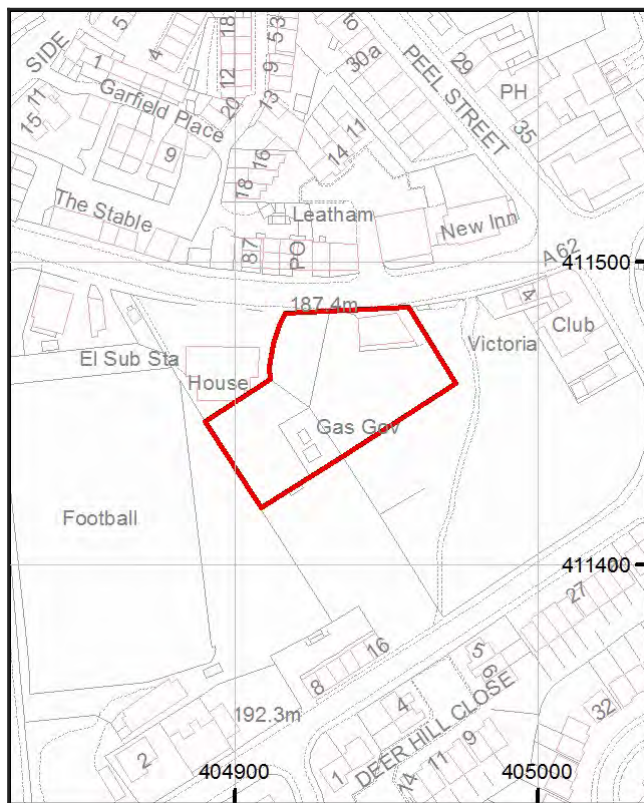 18
5
53
to
SIDE
4
30a
29
PEEL STREET
1
12
9
PH
11
Garfield Place
20
13
35
15
9
16
14
11
18
The Stable
Leatham
New Inn
87
PO
A62
411500
187.4m
4
El Sub Sta
Victoria
Club
House
Gas Gov
Football
411400
27
16
5
8
6
192.3m
4
DEER HILL CLOSE
32
2
1
14
11
9
404900
405000